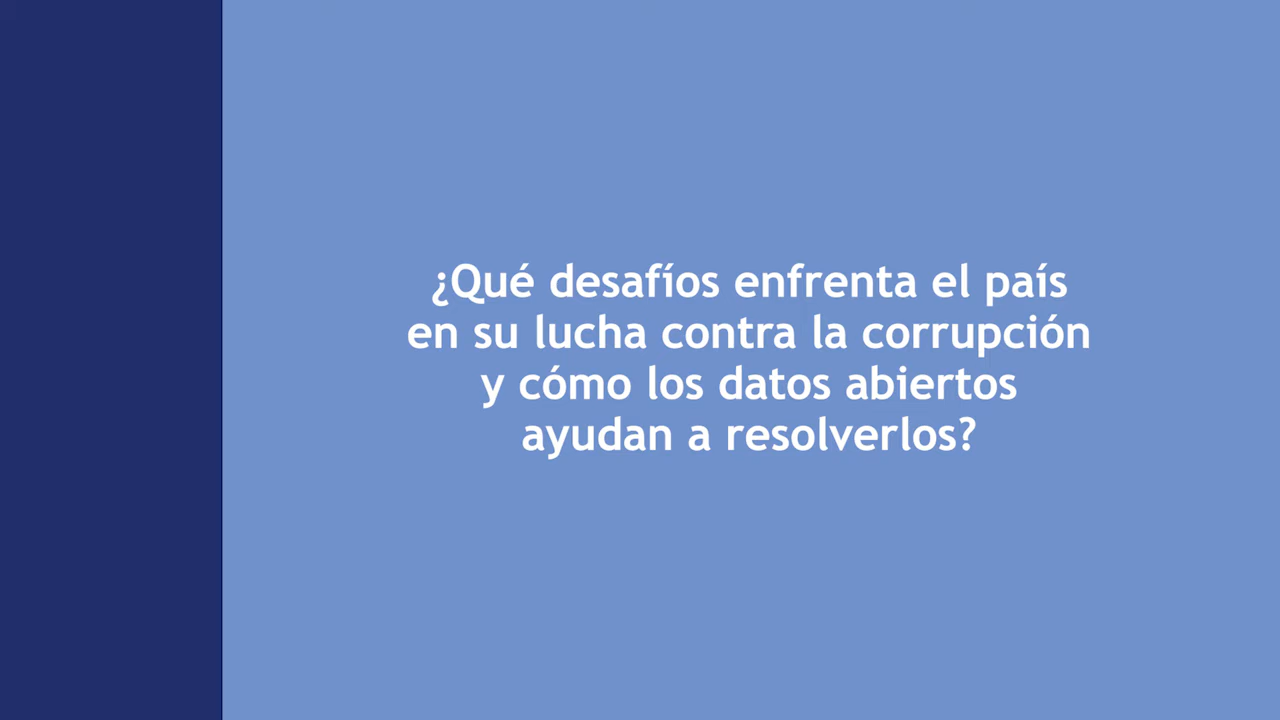 ¿Qué desafíos enfrenta el país
en su lucha contra la corrupción
y cómo los datos abiertos
ayudan a resolverlos?